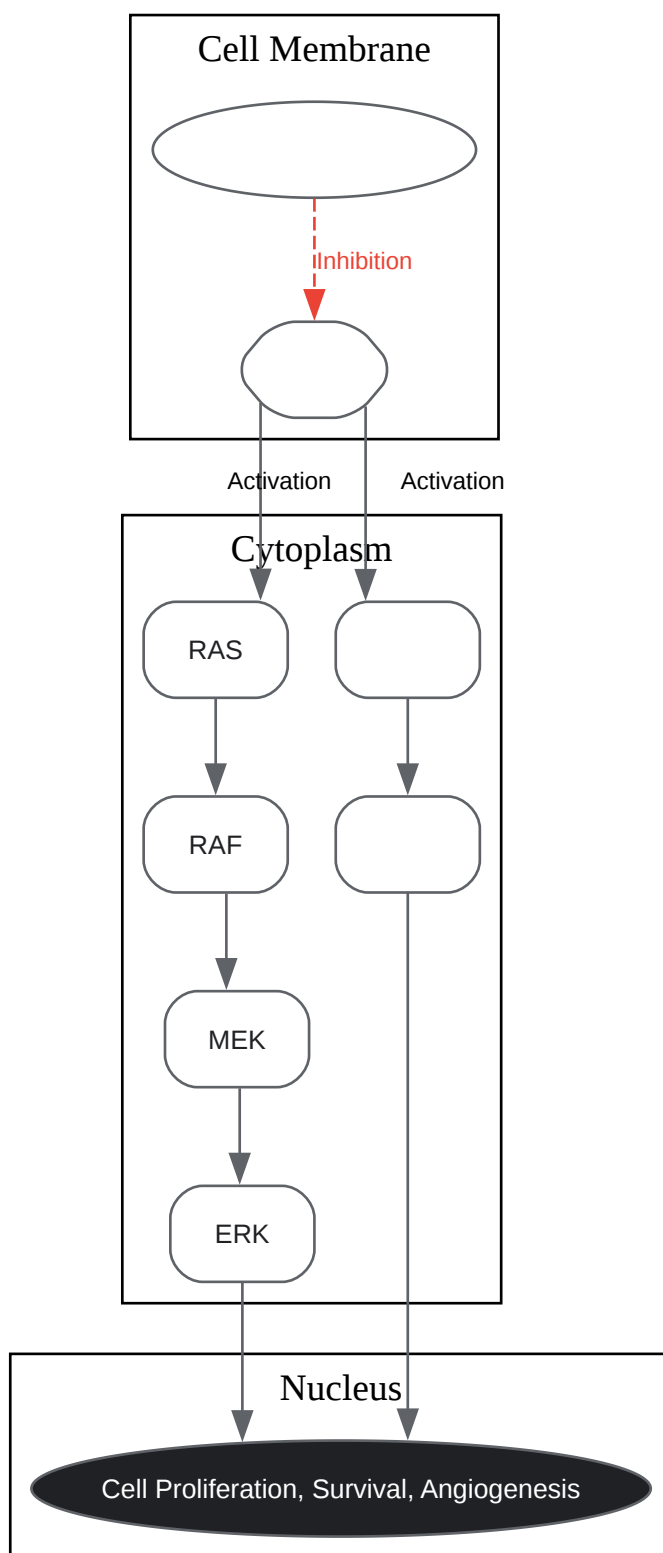 Cell Membrane
Inhibition
Activation
Activation
Cytoplasm
RAS
RAF
MEK
ERK
Nucleus
Cell Proliferation, Survival, Angiogenesis